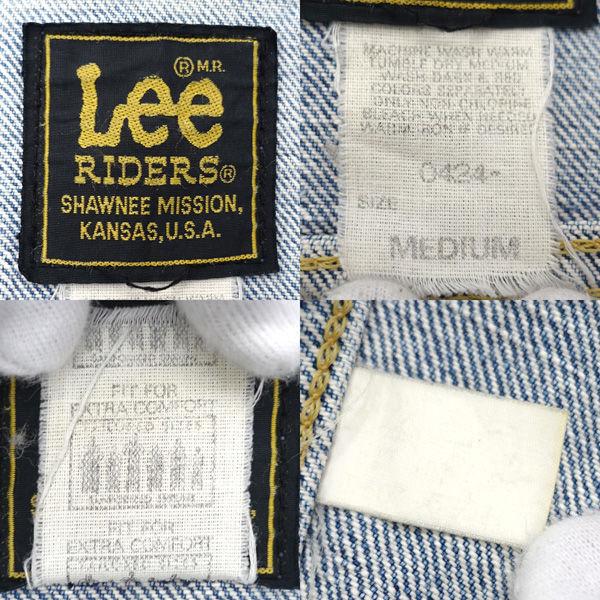 ® M.R.
Lee
RIDERS®
SHAWNEE MISSION,
KANSAS, U.S.A.
MACHINE WASH WARM
TUMBLE DRY MEDIUM
WASH DARK & RED
COLORS SEPARATELY
ONLY NON-CHLORINE
BLEACH WHEN NEEDED
WARM IRON IF DESIRED
0424-
SIZE
MEDIUM
FIT FOR
EXTRA COMFORT
FIT FOR
EXTRA COMFORT